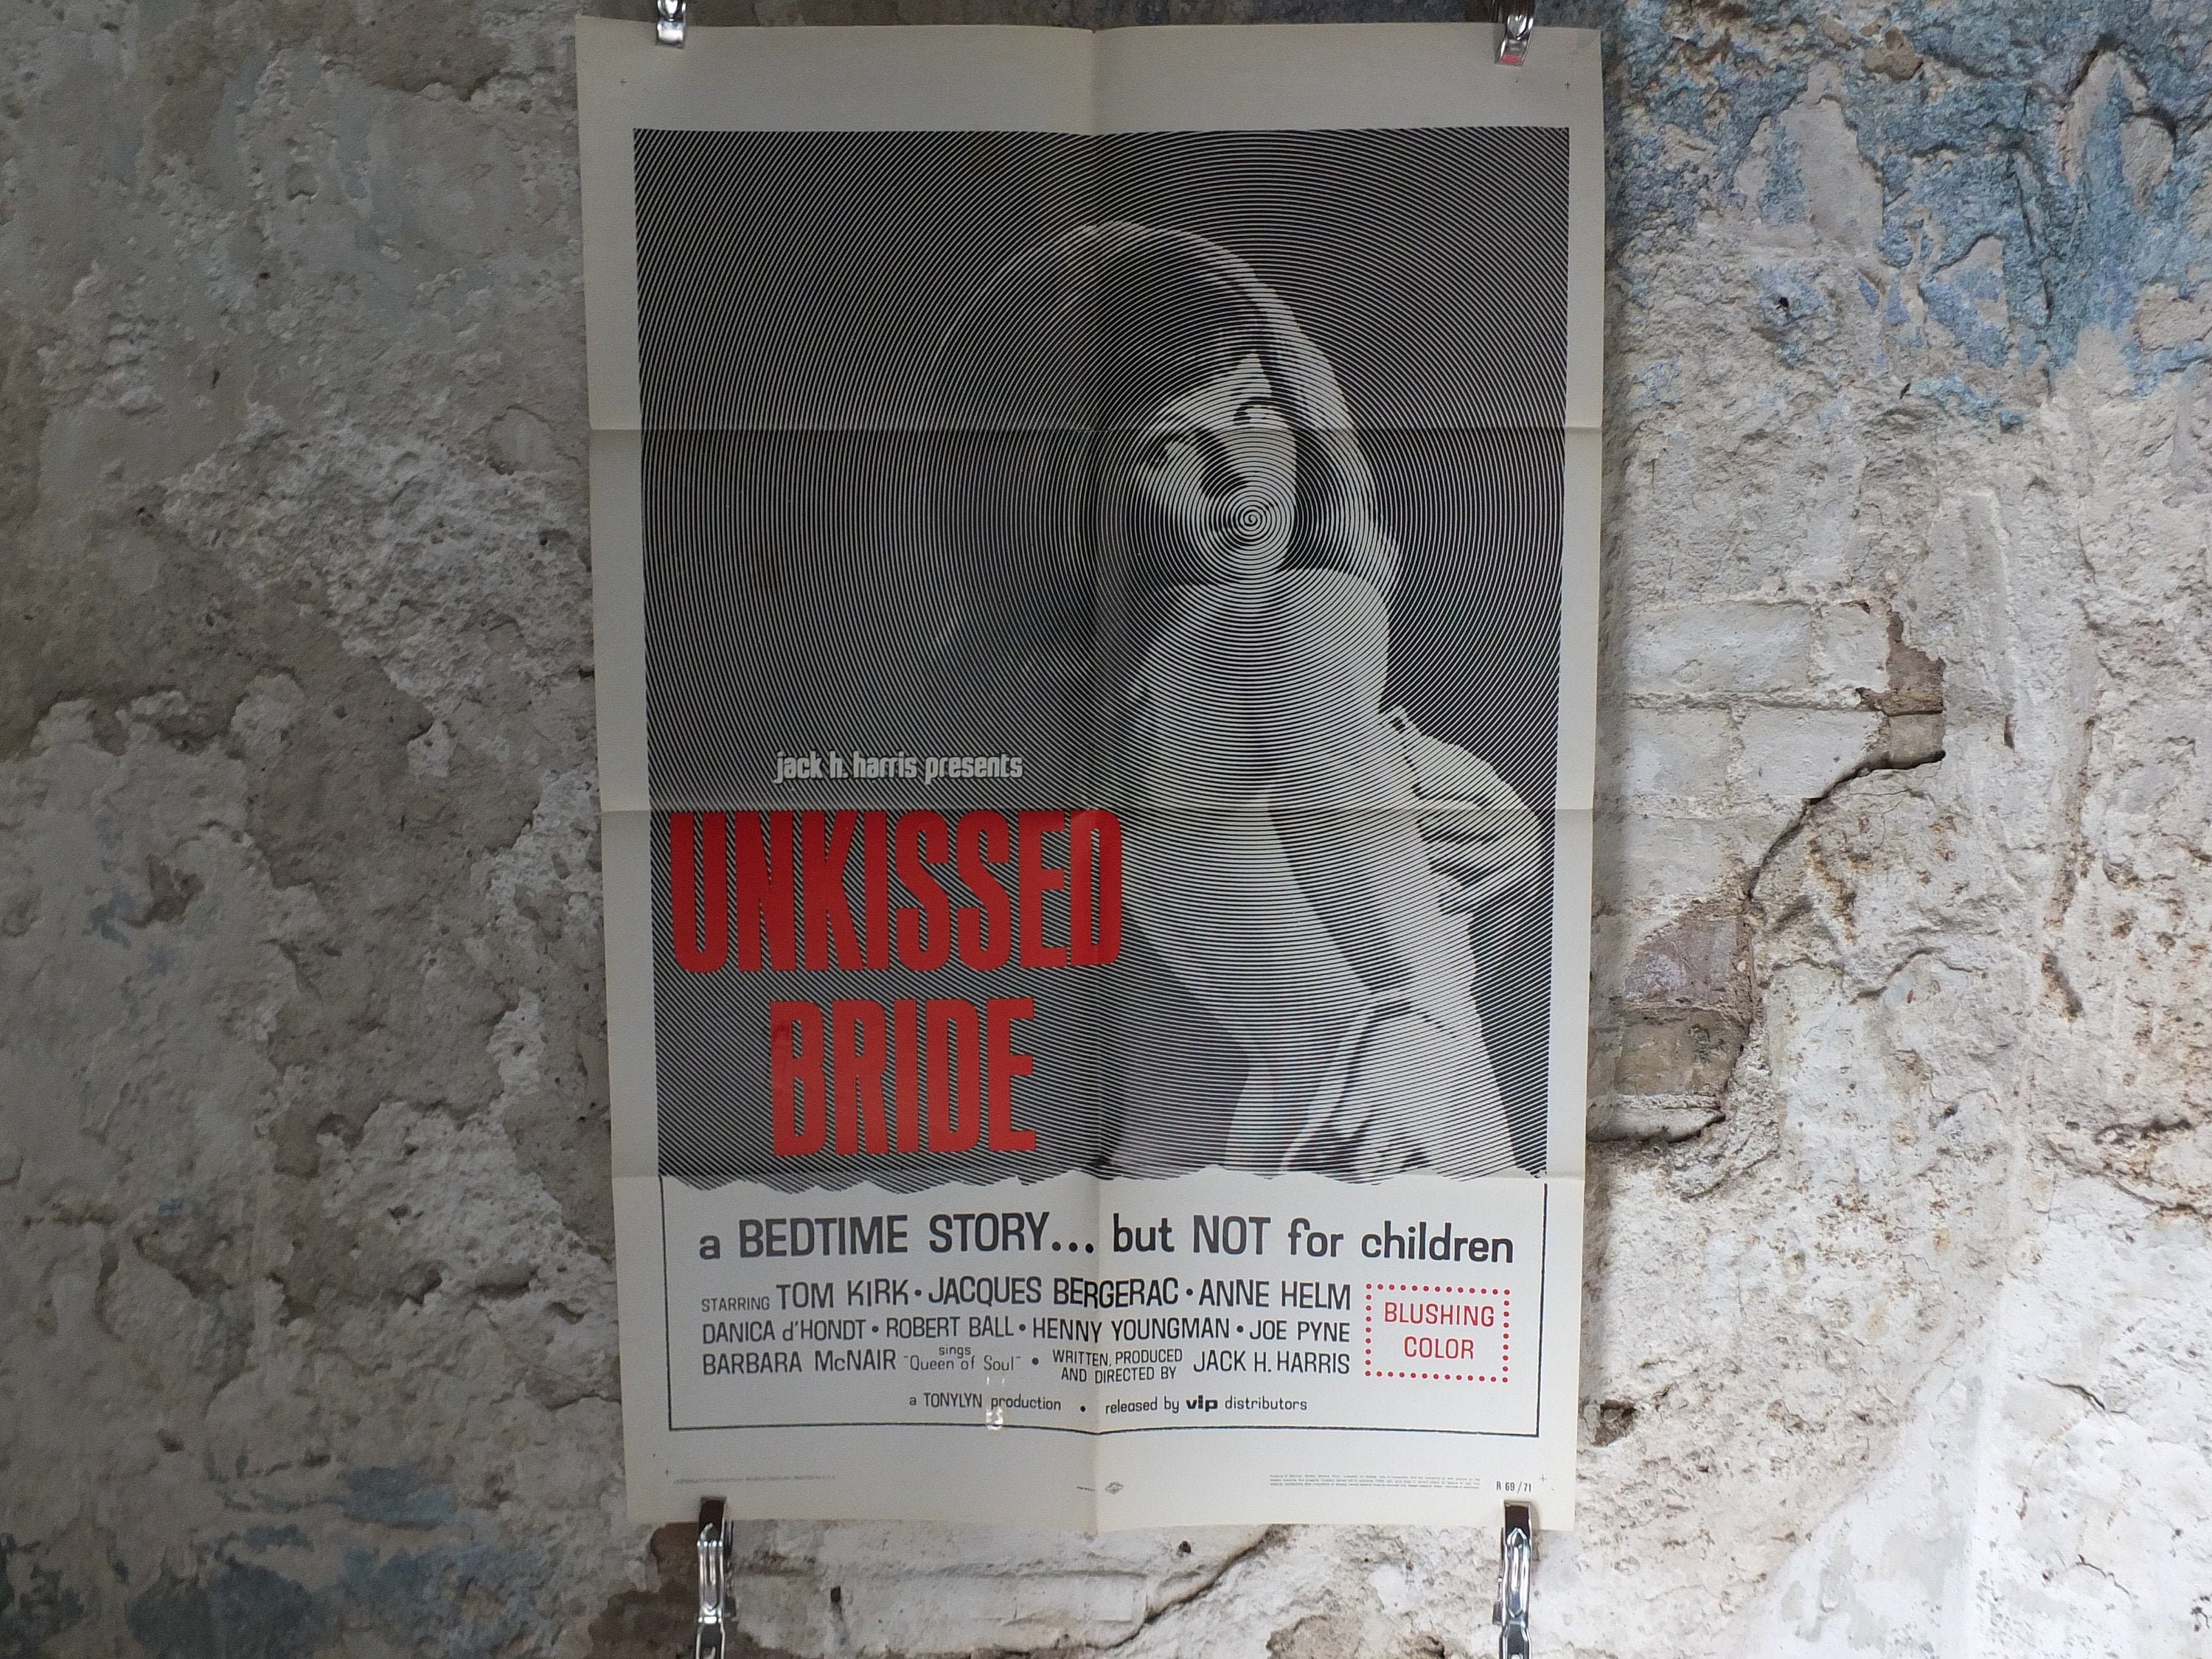 jack h. harris presents
UNKISSED
BRIDE
a BEDTIME STORY... but NOT for children
STARRING TOM KIRK • JACQUES BERGERAC • ANNE HELM
DANICA d'HONDT • ROBERT BALL • HENNY YOUNGMAN • JOE PYNE
BARBARA McNAIR sings "Queen of Soul" • WRITTEN, PRODUCED AND DIRECTED BY JACK H. HARRIS
BLUSHING
COLOR
a TONYLYN production • released by vip distributors
R 69/71